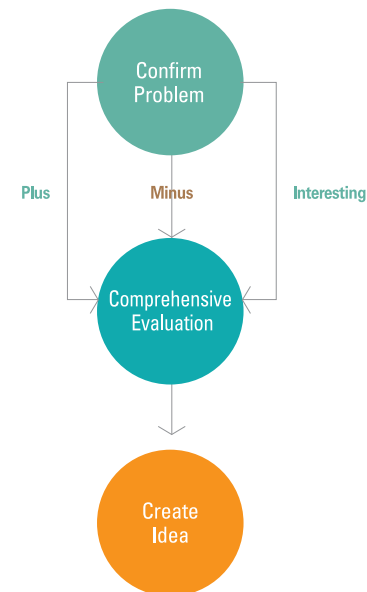 Confirm
Problem
Plus
Minus
Interesting
Comprehensive
Evaluation
Create
Idea